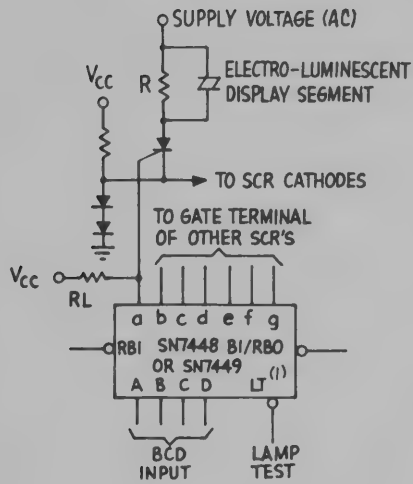 SUPPLY VOLTAGE (AC)
VCC
R
ELECTRO-LUMINESCENT
DISPLAY SEGMENT
TO SCR CATHODES
TO GATE TERMINAL
OF OTHER SCR'S
VCC
RL
a b c d e f g
RBI SN7448 BI/RBO
OR SN7449
A B C D LT (1)
BCD
INPUT
LAMP
TEST